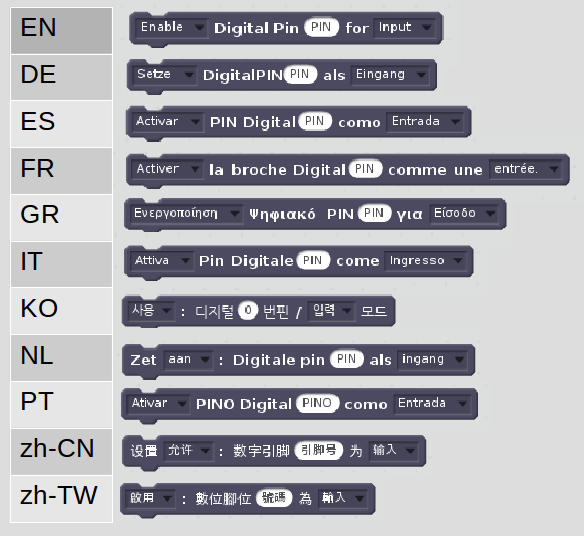 EN Enable Digital Pin PIN for Input
DE Setze DigitalPIN PIN als Eingang
ES Activar PIN Digital PIN como Entrada
FR Activer la broche Digital PIN comme une entrée.
GR Ενεργοποίηση Ψηφιακό PIN PIN για Είσοδο
IT Attiva Pin Digitale PIN come Ingresso
KO 사용 : 디지털 0 번핀 / 입력 모드
NL Zet aan : Digitale pin PIN als ingang
PT Ativar PINO Digital PINO como Entrada
zh-CN 设置 允许 : 數字引脚 引脚号 为 输入
zh-TW 啟用 : 數位腳位 號碼 為 輸入